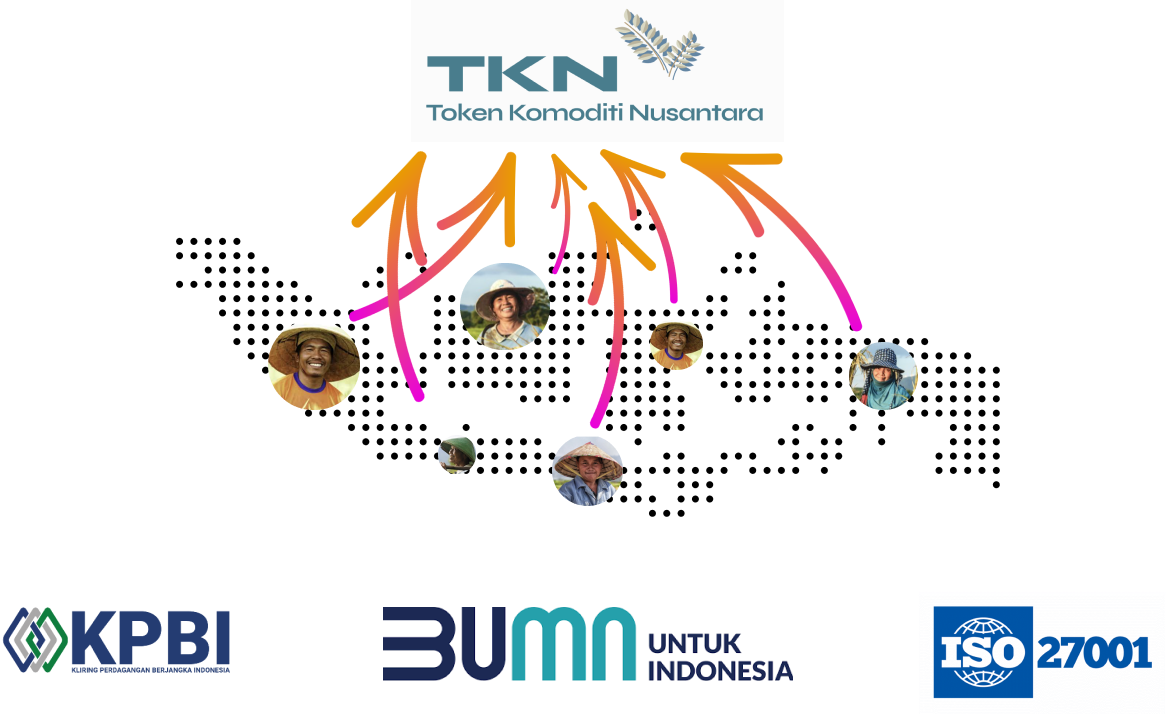 TKN
Token Komoditi Nusantara
KPBI
KLIRING PERDAGANGAN BERJANGKA INDONESIA
BUMN
UNTUK
INDONESIA
ISO 27001